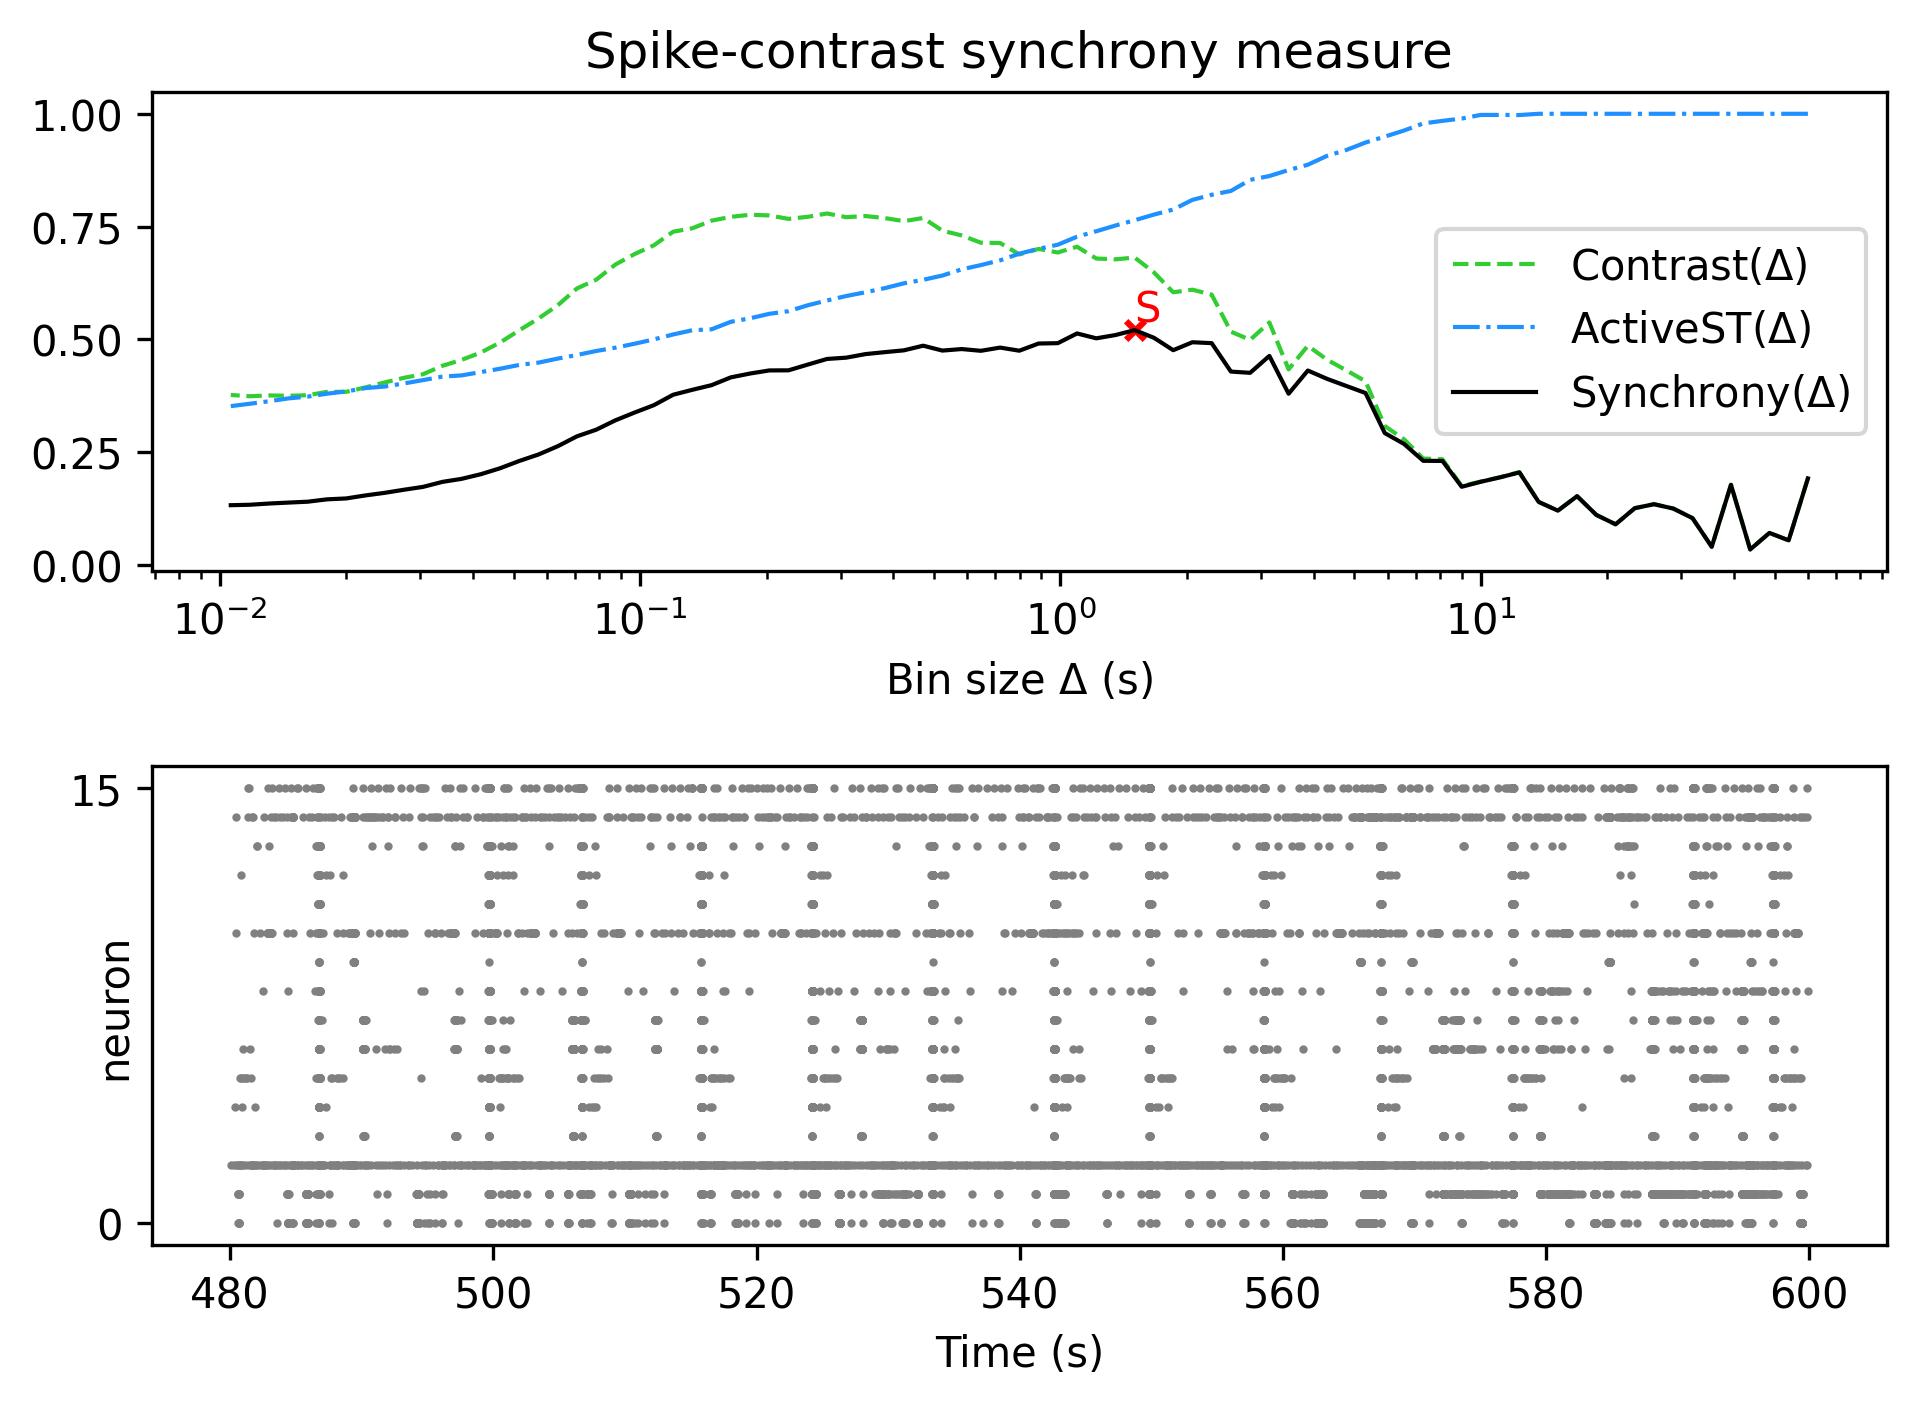 Spike-contrast synchrony measure
1.00
0.75
0.50
0.25
0.00
S
Contrast(Δ)
ActiveST(Δ)
Synchrony(Δ)
10⁻² 10⁻¹ 10⁰ 10¹
Bin size Δ (s)
15
0
neuron
480 500 520 540 560 580 600
Time (s)